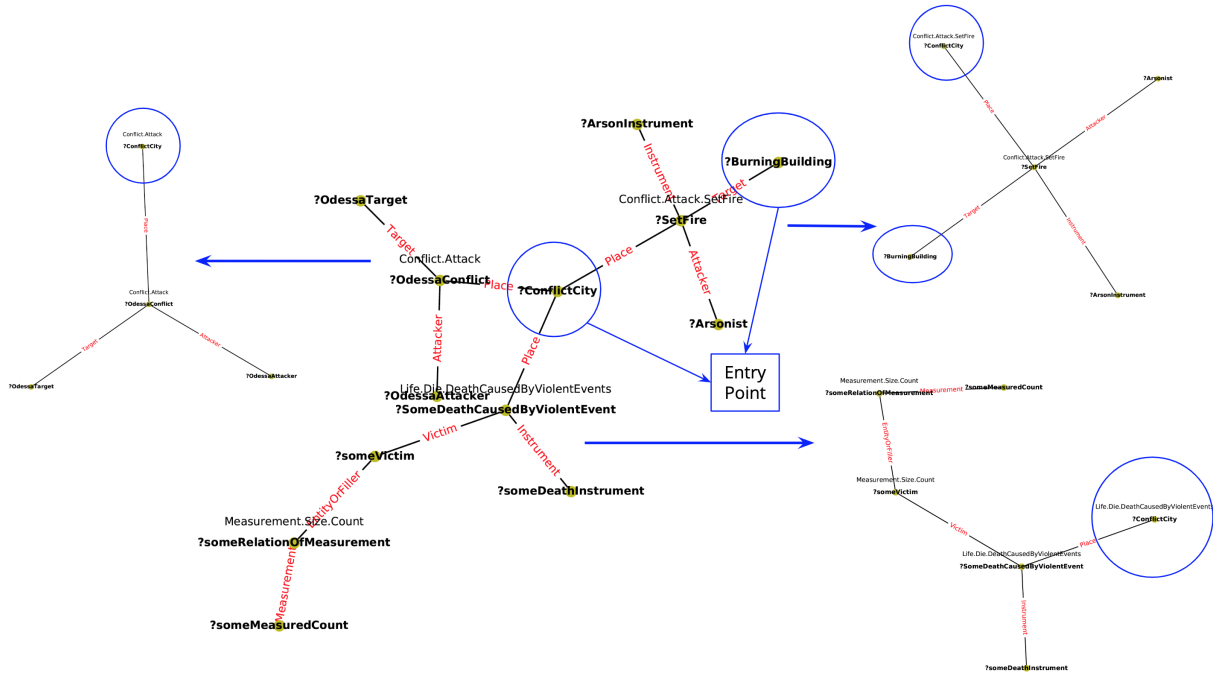 Conflict.Attack
?ConflictCity
Place
Conflict.Attack
?OdessaConflict
Target
Attacker
?OdessaTarget
?OdessaAttacker
?ArsonInstrument
Instrument
?BurningBuilding
Target
Conflict.Attack.SetFire
?SetFire
?OdessaTarget
Target
Conflict.Attack
?OdessaConflict
Place
?ConflictCity
Place
Attacker
?Arsonist
Attacker
Place
Life.Die.DeathCausedByViolentEvents
?OdessaAttacker
?SomeDeathCausedByViolentEvent
Victim
?someVictim
Instrument
?someDeathInstrument
EntityOrFiller
Measurement.Size.Count
?someRelationOfMeasurement
Measurement
?someMeasuredCount
Entry
Point
Conflict.Attack.SetFire
?ConflictCity
Place
?Arsonist
Attacker
Conflict.Attack.SetFire
?SetFire
Target
Instrument
?BurningBuilding
?ArsonInstrument
Measurement.Size.Count
?someRelationOfMeasurement
Measurement
?someMeasuredCount
EntityOrFiller
Measurement.Size.Count
?someVictim
Victim
Life.Die.DeathCausedByViolentEvents
?ConflictCity
Place
Life.Die.DeathCausedByViolentEvents
?SomeDeathCausedByViolentEvent
Instrument
?someDeathInstrument